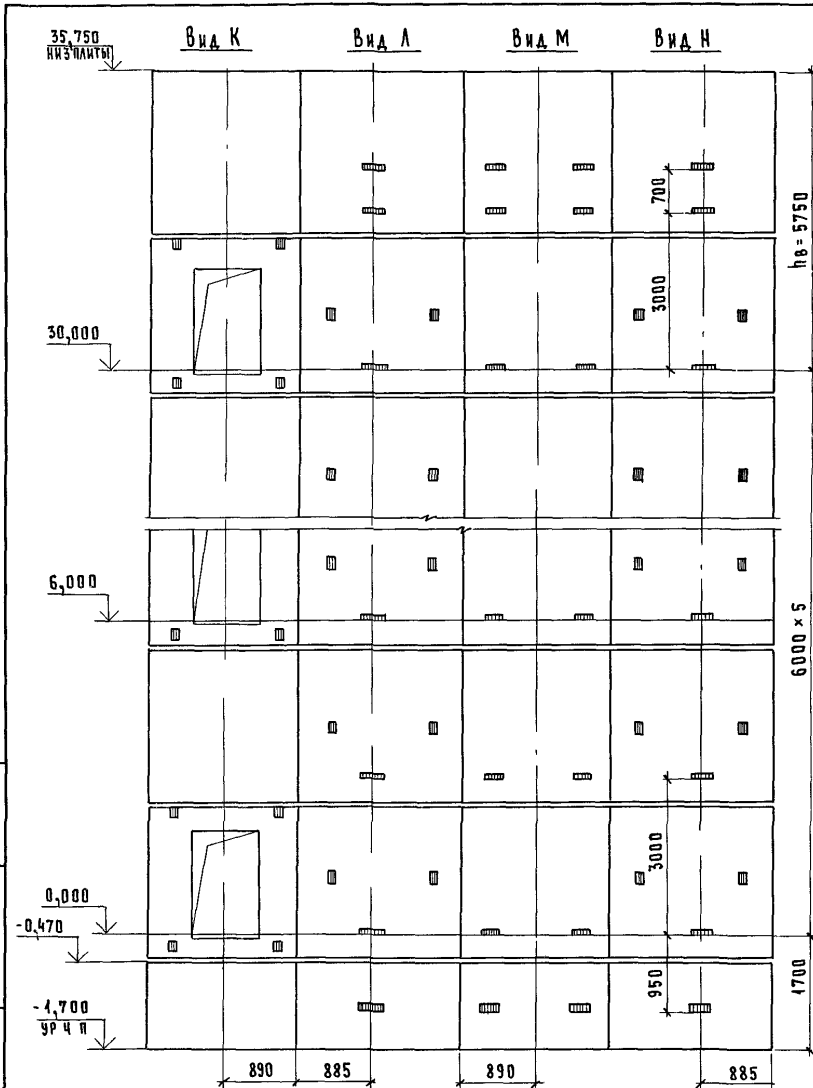 Вид К
Вид Л
Вид М
Вид Н
35,750
НИЗ ПЛИТЫ
700
hв = 5750
3000
30,000
6,000
6000 × 5
3000
0,000
-0,470
950
1700
-1,700
УР Ч П
890
885
890
885